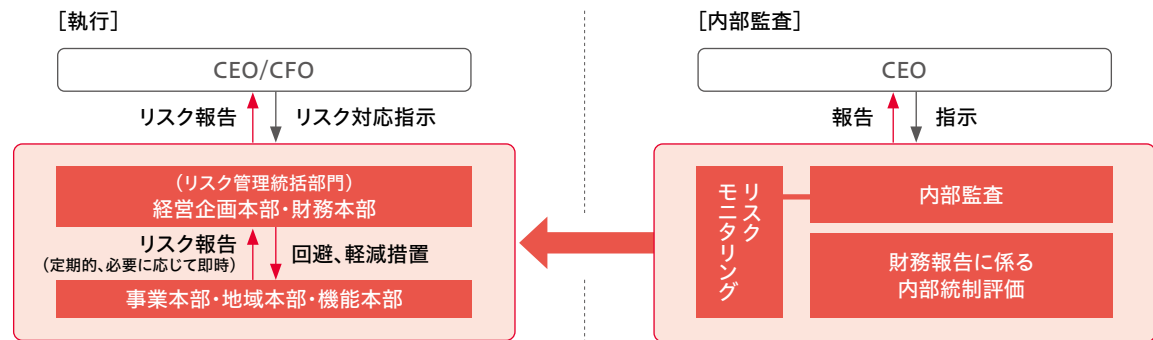 ［執行］
CEO/CFO
リスク報告
リスク対応指示
（リスク管理統括部門）
経営企画本部・財務本部
リスク報告
（定期的、必要に応じて即時）
回避、軽減措置
事業本部・地域本部・機能本部
［内部監査］
CEO
報告
指示
リスク
モニタリング
内部監査
財務報告に係る
内部統制評価